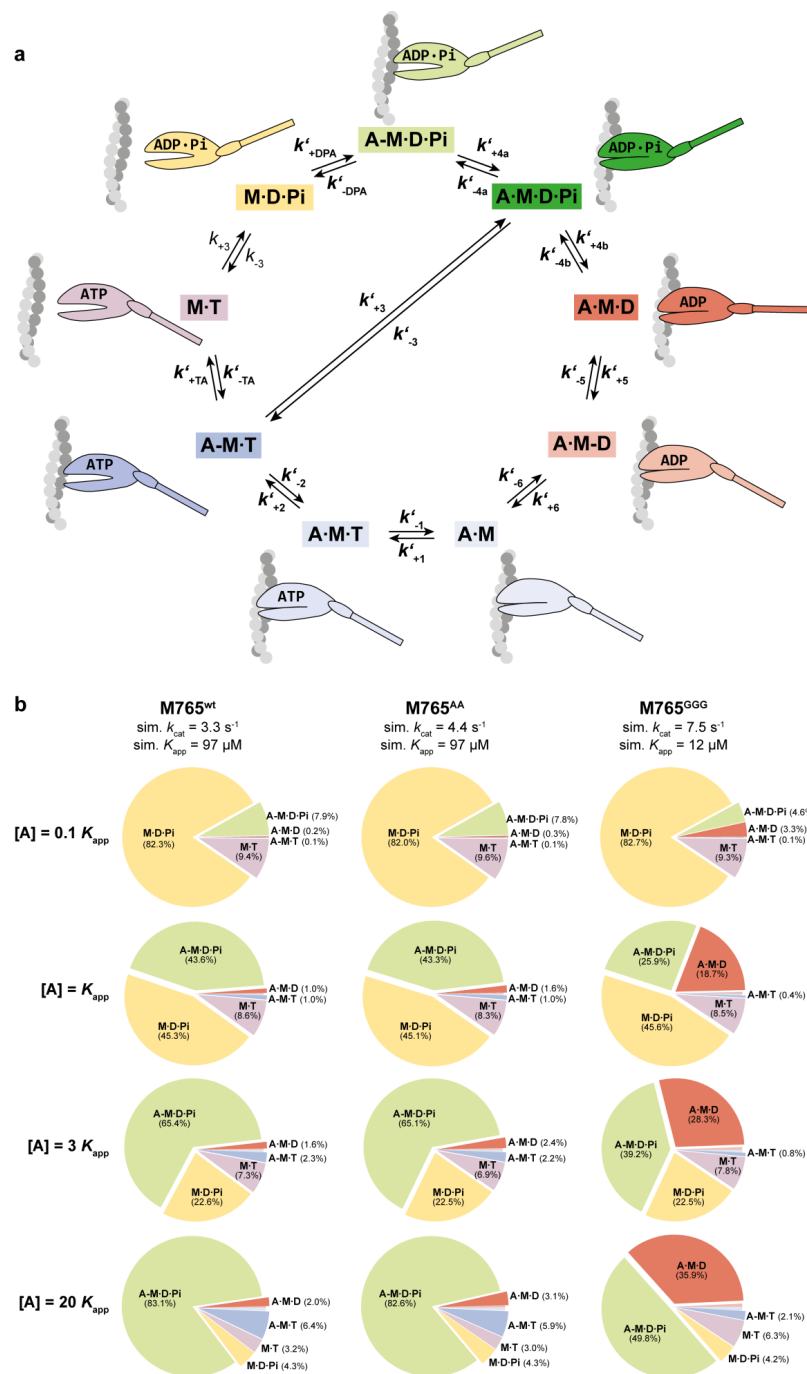 a
ADP·Pi
A-M·D·Pi
ADP·Pi
k‘+DPA
k‘-DPA
k‘+4a
k‘-4a
ADP·Pi
M·D·Pi
A·M·D·Pi
k+3
k-3
k‘+4b
k‘-4b
ATP
M·T
k‘+3
k‘-3
A·M·D
ADP
k‘+TA
k‘-TA
k‘-5
k‘+5
ATP
A-M·T
A·M-D
ADP
k‘-2
k‘+2
k‘-6
k‘+6
A·M·T
k‘-1
k‘+1
A·M
ATP
b
M765wt
sim. kcat = 3.3 s-1
sim. Kapp = 97 µM
M765AA
sim. kcat = 4.4 s-1
sim. Kapp = 97 µM
M765GGG
sim. kcat = 7.5 s-1
sim. Kapp = 12 µM
[A] = 0.1 Kapp
M·D·Pi
(82.3%)
A-M·D·Pi (7.9%)
A·M·D (0.2%)
A-M·T (0.1%)
M·T
(9.4%)
M·D·Pi
(82.0%)
A-M·D·Pi (7.8%)
A·M·D (0.3%)
A-M·T (0.1%)
M·T
(9.6%)
M·D·Pi
(82.7%)
A-M·D·Pi (4.6%
A·M·D (3.3%)
A-M·T (0.1%)
M·T
(9.3%)
[A] = Kapp
A-M·D·Pi
(43.6%)
A·M·D (1.0%)
A-M·T (1.0%)
M·T
(8.6%)
M·D·Pi
(45.3%)
A-M·D·Pi
(43.3%)
A·M·D (1.6%)
A-M·T (1.0%)
M·T
(8.3%)
M·D·Pi
(45.1%)
A-M·D·Pi
(25.9%)
A·M·D
(18.7%)
A-M·T (0.4%)
M·T
(8.5%)
M·D·Pi
(45.6%)
[A] = 3 Kapp
A-M·D·Pi
(65.4%)
A·M·D (1.6%)
A-M·T (2.3%)
M·T
(7.3%)
M·D·Pi
(22.6%)
A-M·D·Pi
(65.1%)
A·M·D (2.4%)
A-M·T (2.2%)
M·T
(6.9%)
M·D·Pi
(22.5%)
A·M·D
(28.3%)
A-M·D·Pi
(39.2%)
A-M·T (0.8%)
M·T
(7.8%)
M·D·Pi
(22.5%)
[A] = 20 Kapp
A-M·D·Pi
(83.1%)
A·M·D (2.0%)
A-M·T (6.4%)
M·T (3.2%)
M·D·Pi (4.3%)
A-M·D·Pi
(82.6%)
A·M·D (3.1%)
A-M·T (5.9%)
M·T (3.0%)
M·D·Pi (4.3%)
A·M·D
(35.9%)
A-M·D·Pi
(49.8%)
A-M·T (2.1%)
M·T (6.3%)
M·D·Pi (4.2%)